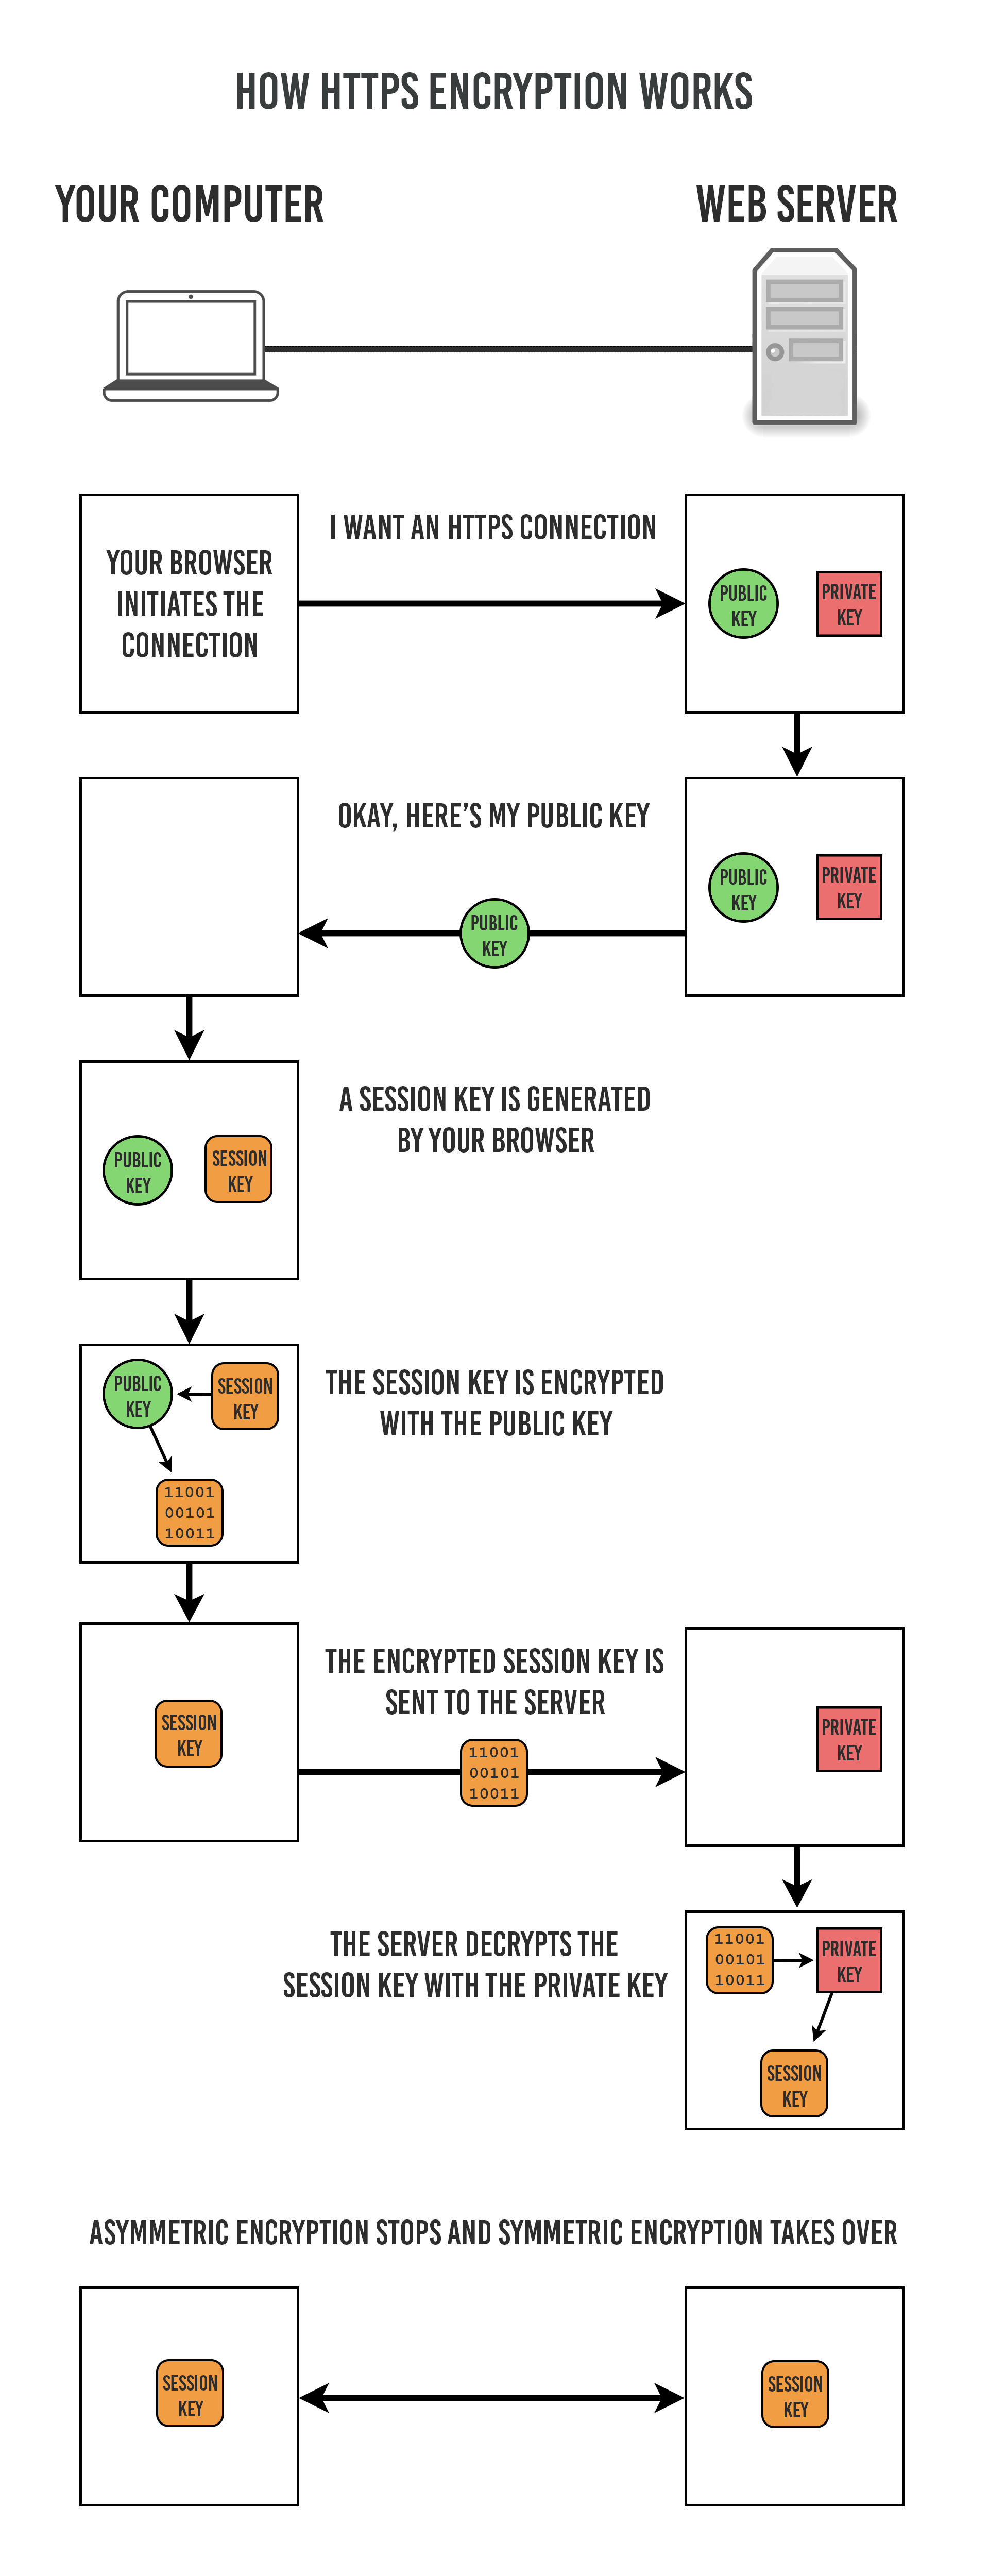 HOW HTTPS ENCRYPTION WORKS
YOUR COMPUTER
WEB SERVER
YOUR BROWSER
INITIATES THE
CONNECTION
I WANT AN HTTPS CONNECTION
PUBLIC
KEY
PRIVATE
KEY
OKAY, HERE'S MY PUBLIC KEY
PUBLIC
KEY
PUBLIC
KEY
PRIVATE
KEY
PUBLIC
KEY
SESSION
KEY
A SESSION KEY IS GENERATED
BY YOUR BROWSER
PUBLIC
KEY
SESSION
KEY
11001
00101
10011
THE SESSION KEY IS ENCRYPTED
WITH THE PUBLIC KEY
SESSION
KEY
THE ENCRYPTED SESSION KEY IS
SENT TO THE SERVER
11001
00101
10011
PRIVATE
KEY
THE SERVER DECRYPTS THE
SESSION KEY WITH THE PRIVATE KEY
11001
00101
10011
PRIVATE
KEY
SESSION
KEY
ASYMMETRIC ENCRYPTION STOPS AND SYMMETRIC ENCRYPTION TAKES OVER
SESSION
KEY
SESSION
KEY